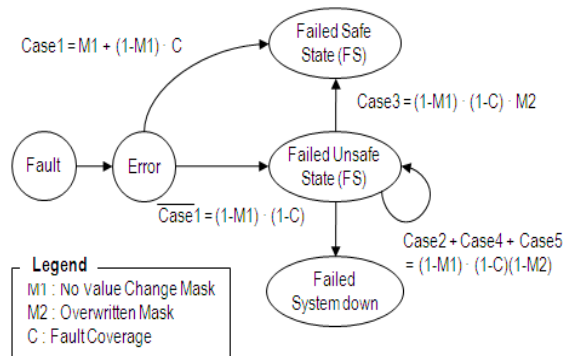 Failed Safe
State (FS)
Case1 = M1 + (1-M1) · C
Case3 = (1-M1) · (1-C) · M2
Fault
Error
Failed Unsafe
State (FS)
Case1 = (1-M1) · (1-C)
Case2 + Case4 + Case5
= (1-M1) · (1-C)(1-M2)
Failed
System down
Legend
M1 : No Value Change Mask
M2 : Overwritten Mask
C : Fault Coverage